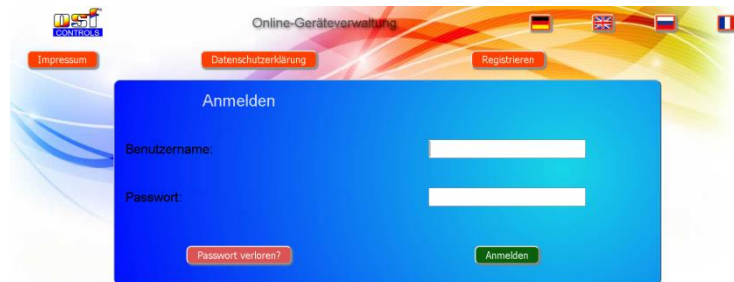 osf
CONTROLS
Online-Geräteverwaltung
Impressum
Datenschutzerklärung
Registrieren
Anmelden
Benutzername:
Passwort:
Passwort verloren?
Anmelden